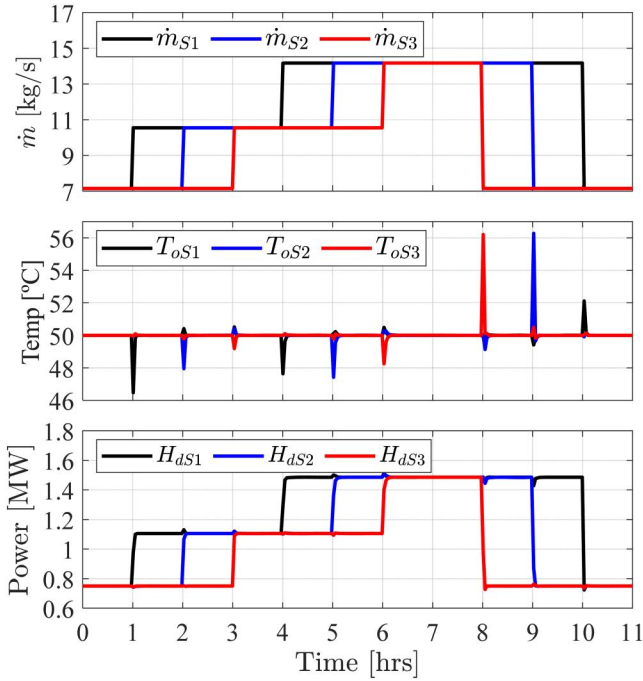 17
15
13
11
9
7
ṁ [kg/s]
ṁS1 ṁS2 ṁS3
56
54
52
50
48
46
Temp [ºC]
ToS1 ToS2 ToS3
1.8
1.6
1.4
1.2
1
0.8
0.6
Power [MW]
HdS1 HdS2 HdS3
0 1 2 3 4 5 6 7 8 9 10 11
Time [hrs]